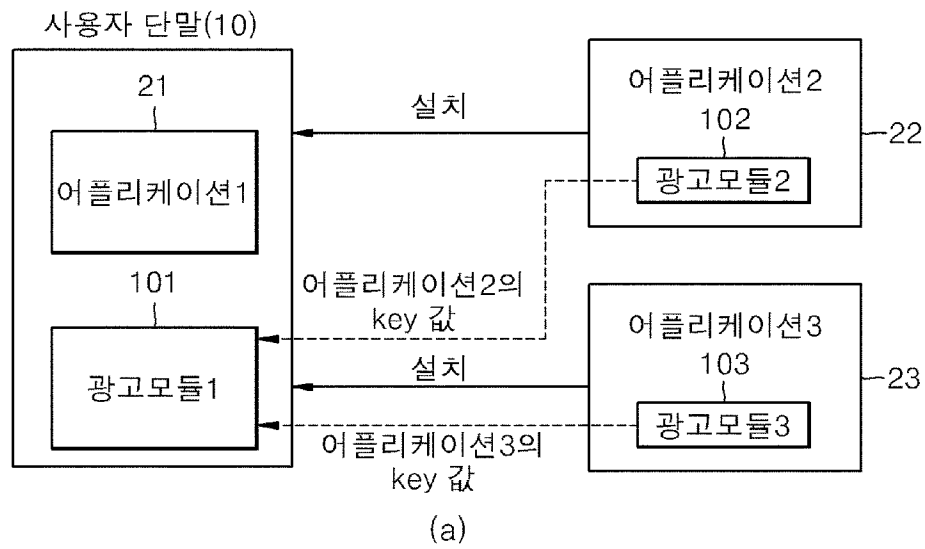 사용자 단말(10)
21
어플리케이션1
101
광고모듈1
설치
어플리케이션2의
key 값
설치
어플리케이션3의
key 값
어플리케이션2
102
광고모듈2
22
어플리케이션3
103
광고모듈3
23
(a)